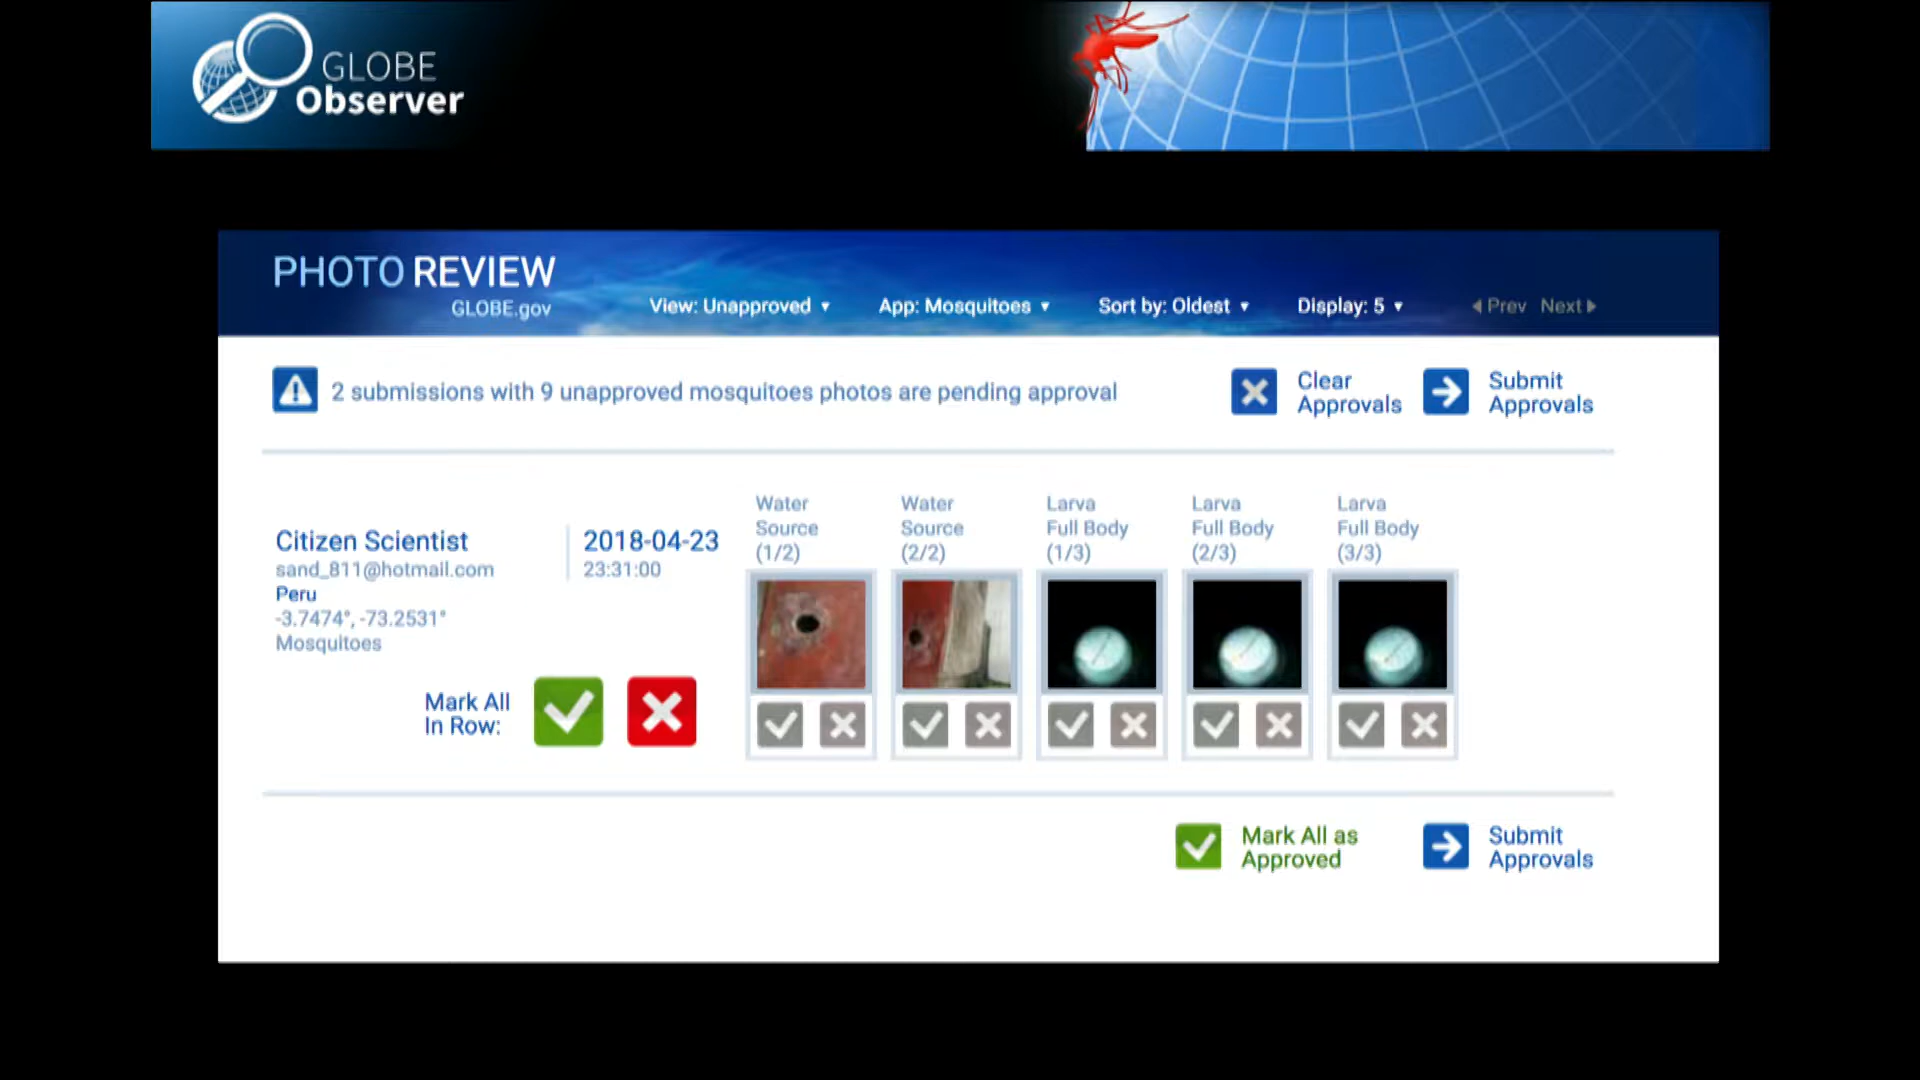 GLOBE
Observer
PHOTO REVIEW
GLOBE.gov
View: Unapproved ▾
App: Mosquitoes ▾
Sort by: Oldest ▾
Display: 5 ▾
Prev Next
2 submissions with 9 unapproved mosquitoes photos are pending approval
Clear
Approvals
Submit
Approvals
Citizen Scientist
sand_811@hotmail.com
Peru
-3.7474°, -73.2531°
Mosquitoes
2018-04-23
23:31:00
Mark All
In Row:
Water
Source
(1/2)
Water
Source
(2/2)
Larva
Full Body
(1/3)
Larva
Full Body
(2/3)
Larva
Full Body
(3/3)
Mark All as
Approved
Submit
Approvals